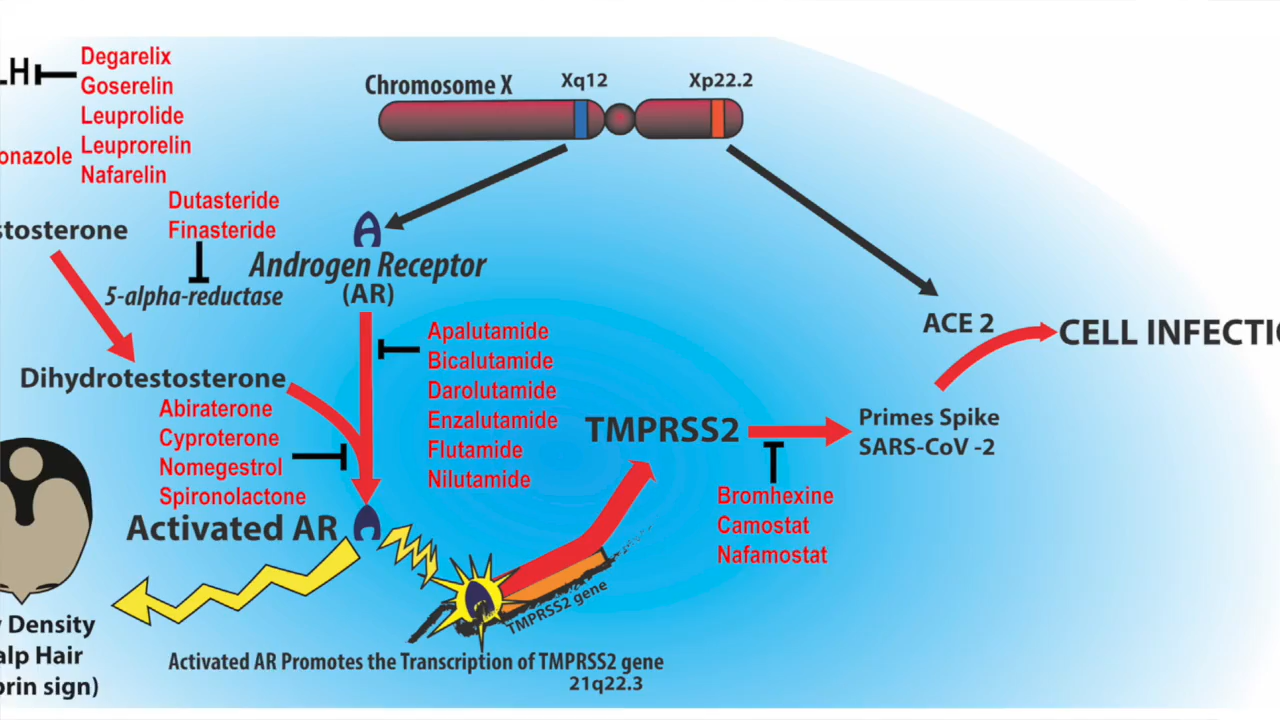 LH
Degarelix
Goserelin
Leuprolide
Leuprorelin
Nafarelin
onazole
Chromosome X
Xq12
Xp22.2
Dutasteride
Finasteride
stosterone
5-alpha-reductase
Androgen Receptor
(AR)
Apalutamide
Bicalutamide
Darolutamide
Enzalutamide
Flutamide
Nilutamide
ACE 2
CELL INFECTIO
Dihydrotestosterone
Abiraterone
Cyproterone
Nomegestrol
Spironolactone
TMPRSS2
Primes Spike
SARS-CoV -2
Bromhexine
Camostat
Nafamostat
Activated AR
TMPRSS2 gene
Density
alp Hair
brin sign)
Activated AR Promotes the Transcription of TMPRSS2 gene
21q22.3